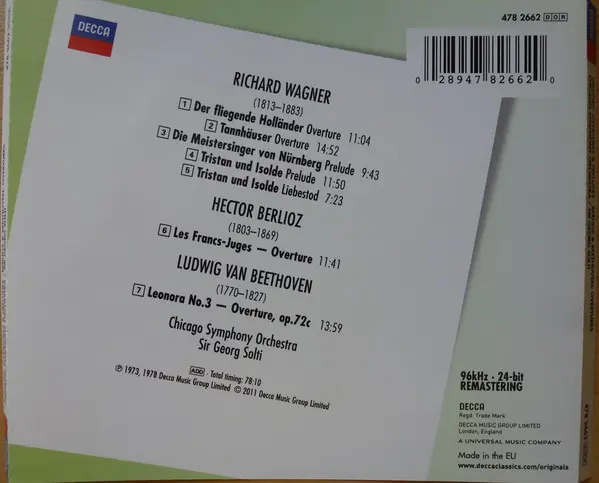 DECCA
478 2662 DDR
0 28947 82662 0
RICHARD WAGNER
(1813–1883)
1 Der fliegende Holländer Overture 11:04
2 Tannhäuser Overture 14:52
3 Die Meistersinger von Nürnberg Prelude 9:43
4 Tristan und Isolde Prelude 11:50
5 Tristan und Isolde Liebestod 7:23
HECTOR BERLIOZ
(1803–1869)
6 Les Francs-Juges — Overture 11:41
LUDWIG VAN BEETHOVEN
(1770–1827)
7 Leonora No.3 — Overture, op.72c 13:59
Chicago Symphony Orchestra
Sir Georg Solti
ADD · Total timing: 78:10
℗ 1973, 1978 Decca Music Group Limited © 2011 Decca Music Group Limited
96kHz · 24-bit
REMASTERING
DECCA
Regd. Trade Mark
DECCA MUSIC GROUP LIMITED
London, England
A UNIVERSAL MUSIC COMPANY
Made in the EU
www.deccaclassics.com/originals